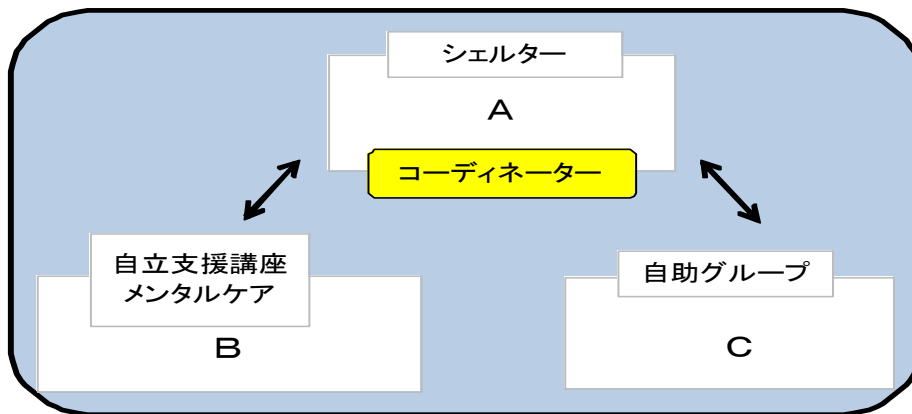 シェルター
A
コーディネーター
自立支援講座
メンタルケア
B
自助グループ
C